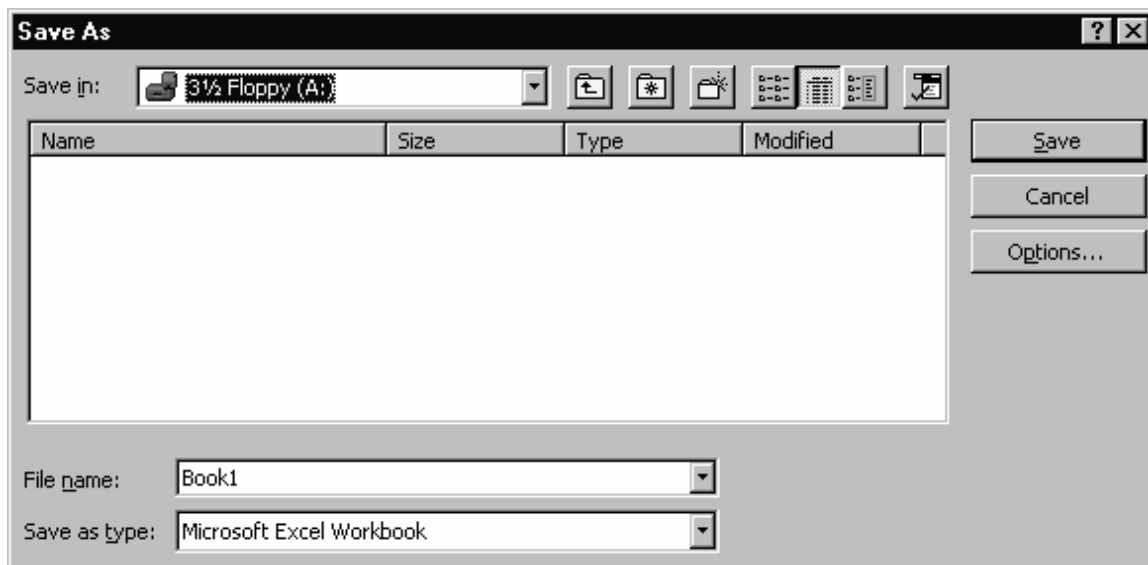 Save As
Save in: 3½ Floppy (A:)
Name Size Type Modified
Save
Cancel
Options...
File name: Book1
Save as type: Microsoft Excel Workbook